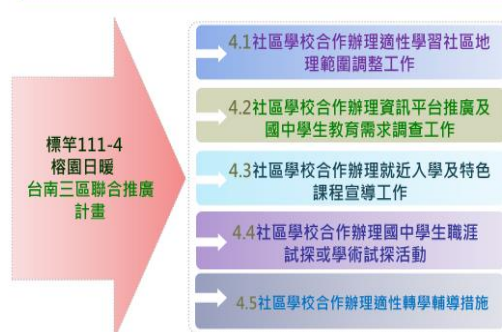 標竿111-4
榕園日暖
台南三區聯合推廣
計畫
4.1社區學校合作辦理適性學習社區地
理範圍調整工作
4.2社區學校合作辦理資訊平台推廣及
國中學生教育需求調查工作
4.3社區學校合作辦理就近入學及特色
課程宣導工作
4.4社區學校合作辦理國中學生職涯
試探或學術試探活動
4.5社區學校合作辦理適性轉學輔導措施